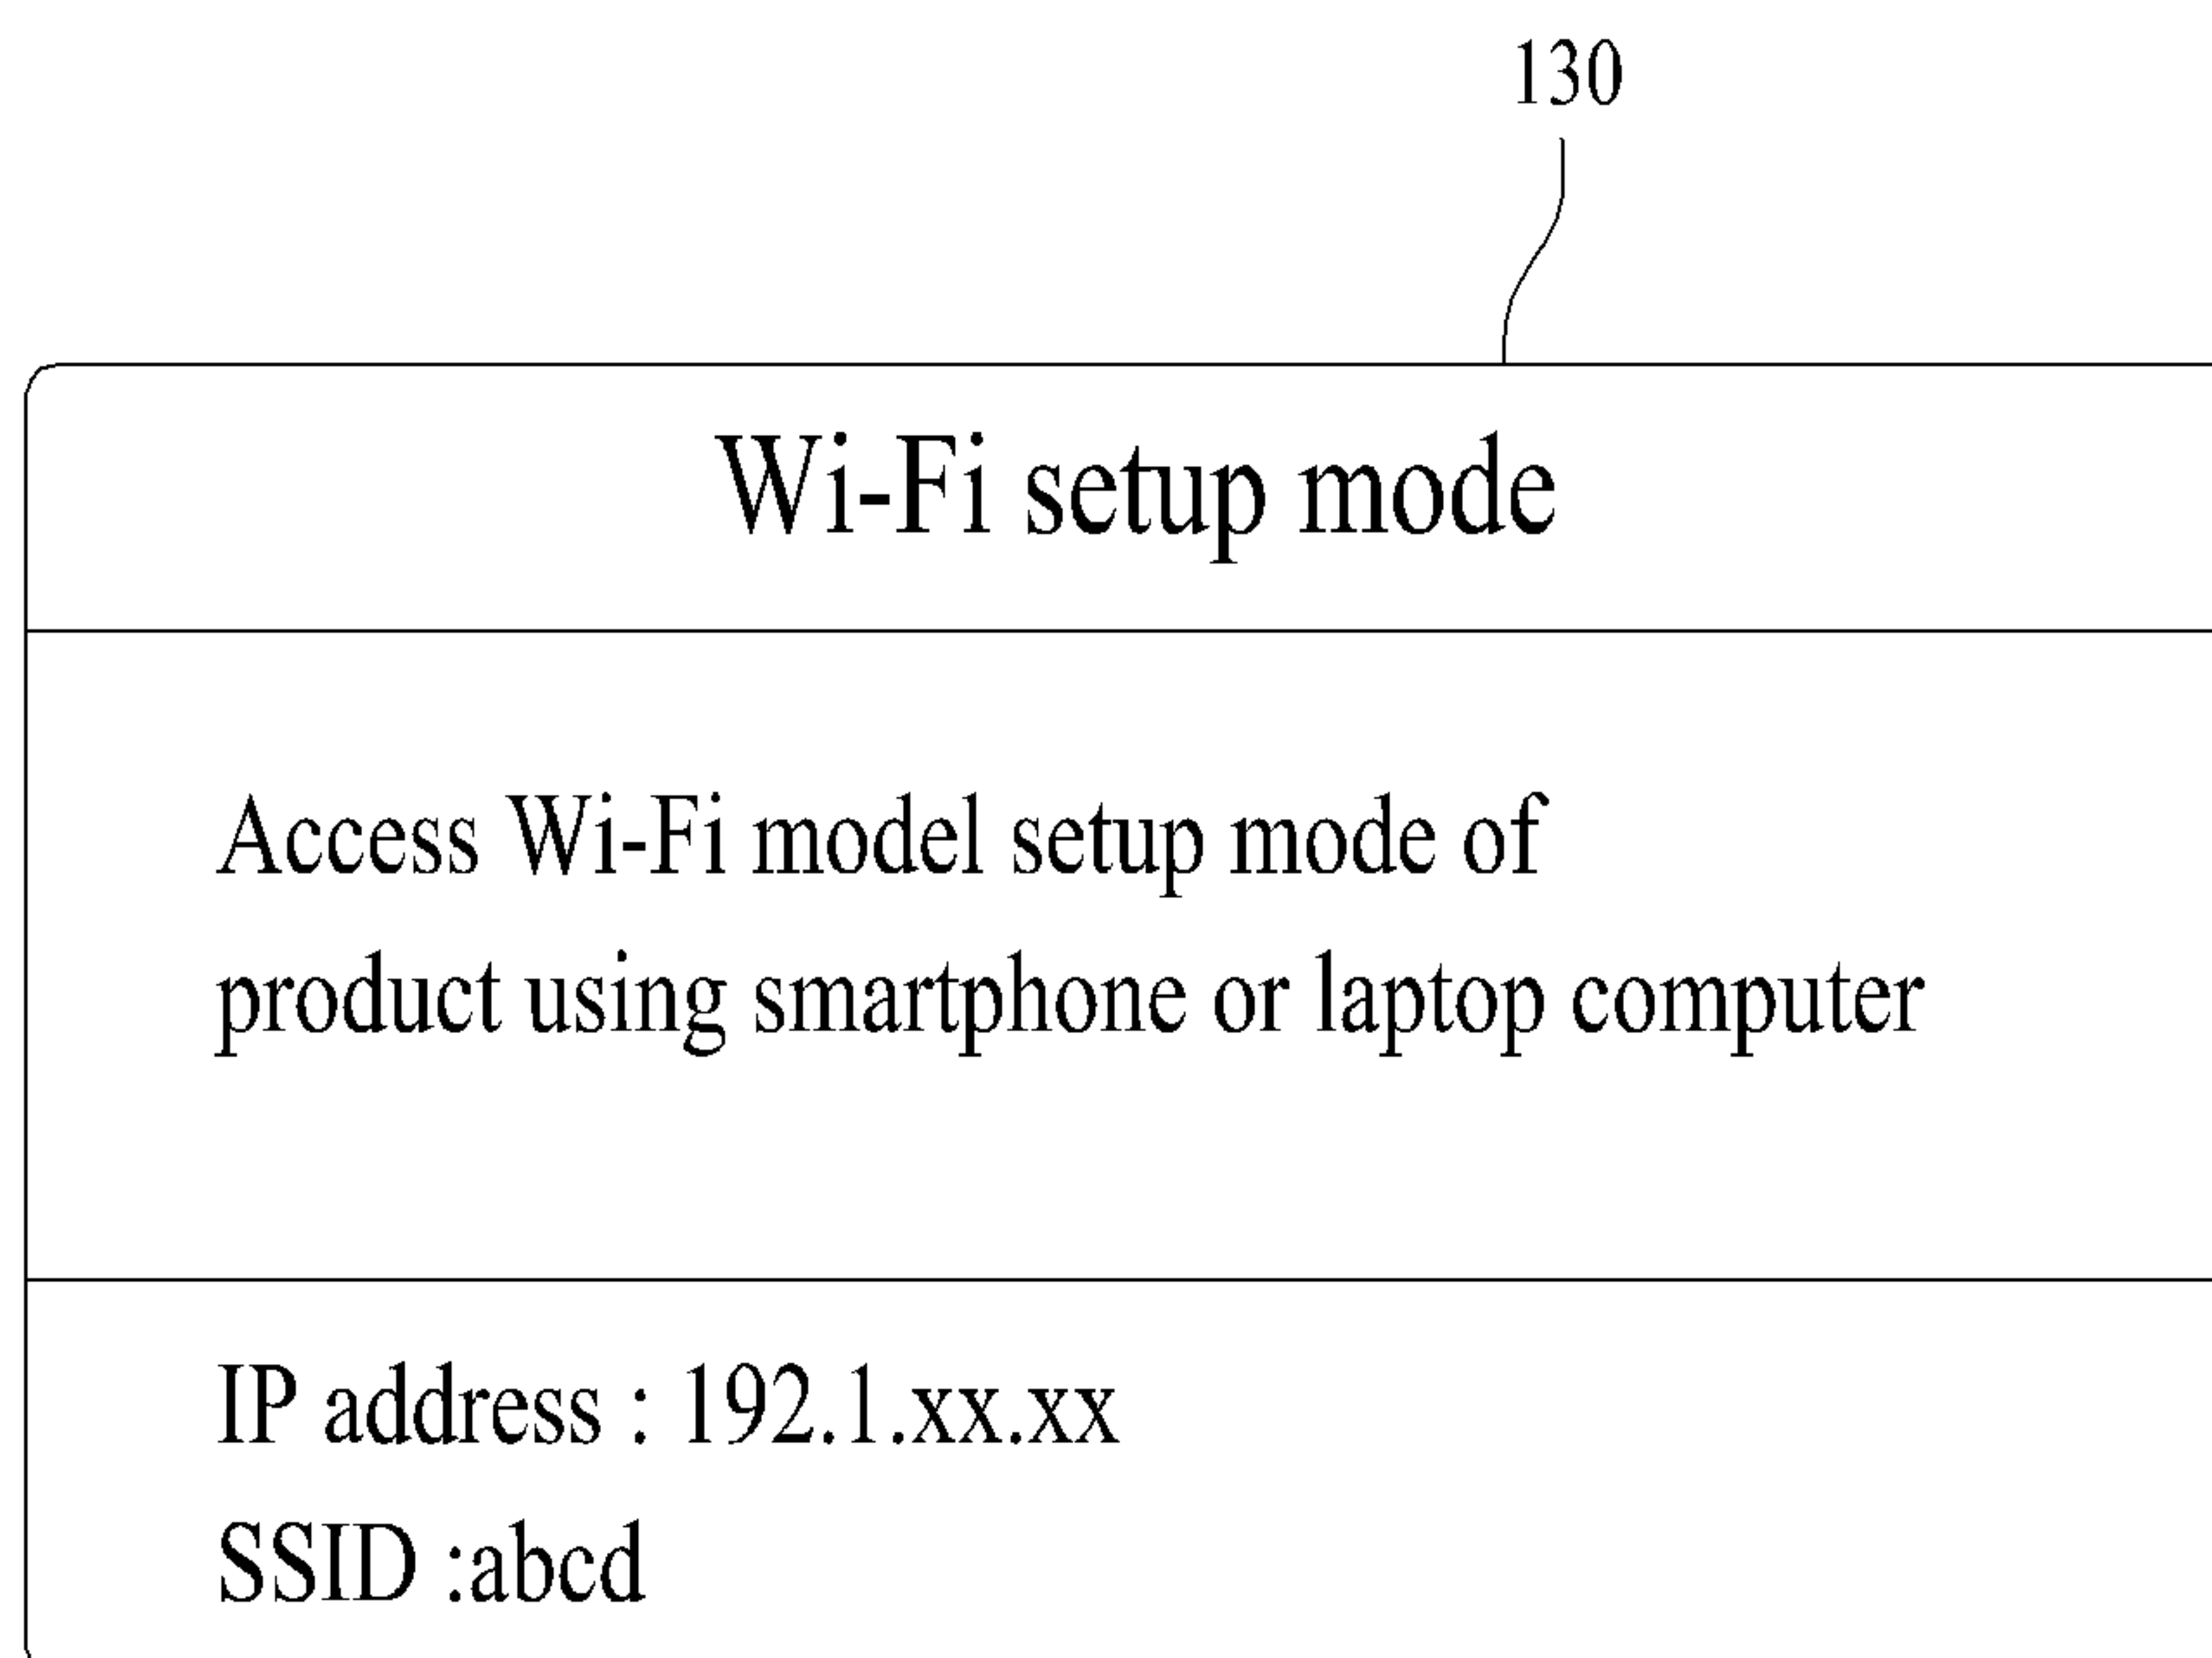 130
Wi-Fi setup mode
Access Wi-Fi model setup mode of
product using smartphone or laptop computer
IP address : 192.1.xx.xx
SSID :abcd